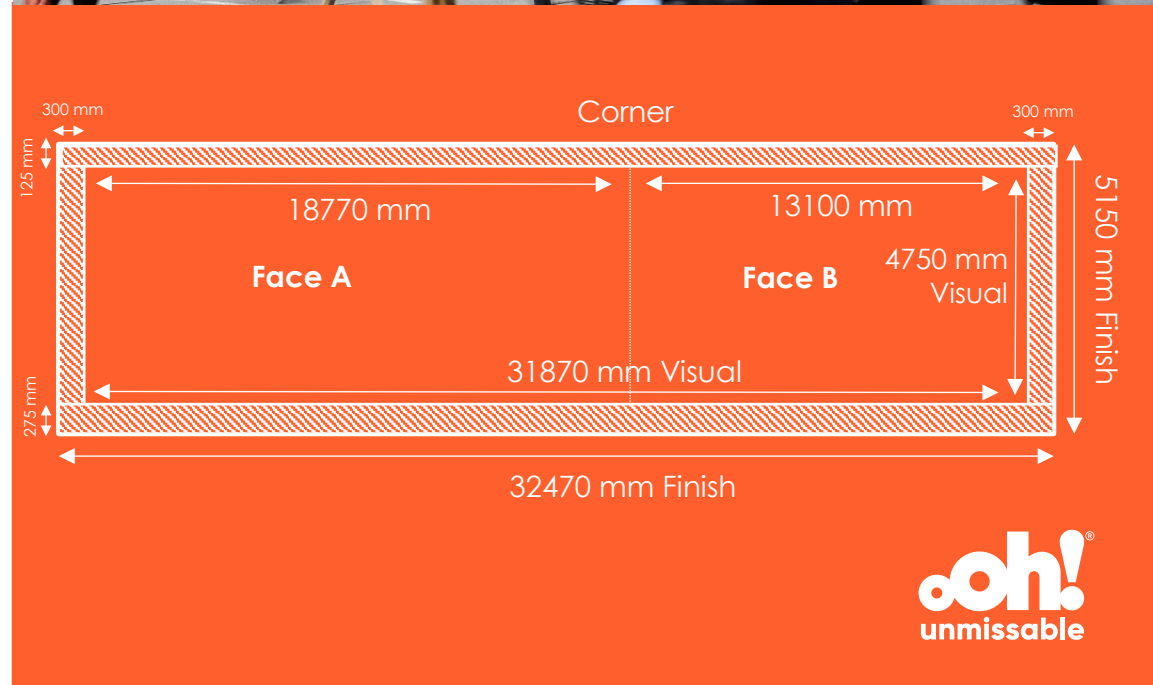 300 mm
Corner
300 mm
125 mm
18770 mm
13100 mm
5150 mm Finish
Face A
Face B
4750 mm
Visual
31870 mm Visual
275 mm
32470 mm Finish
oOh!®
unmissable